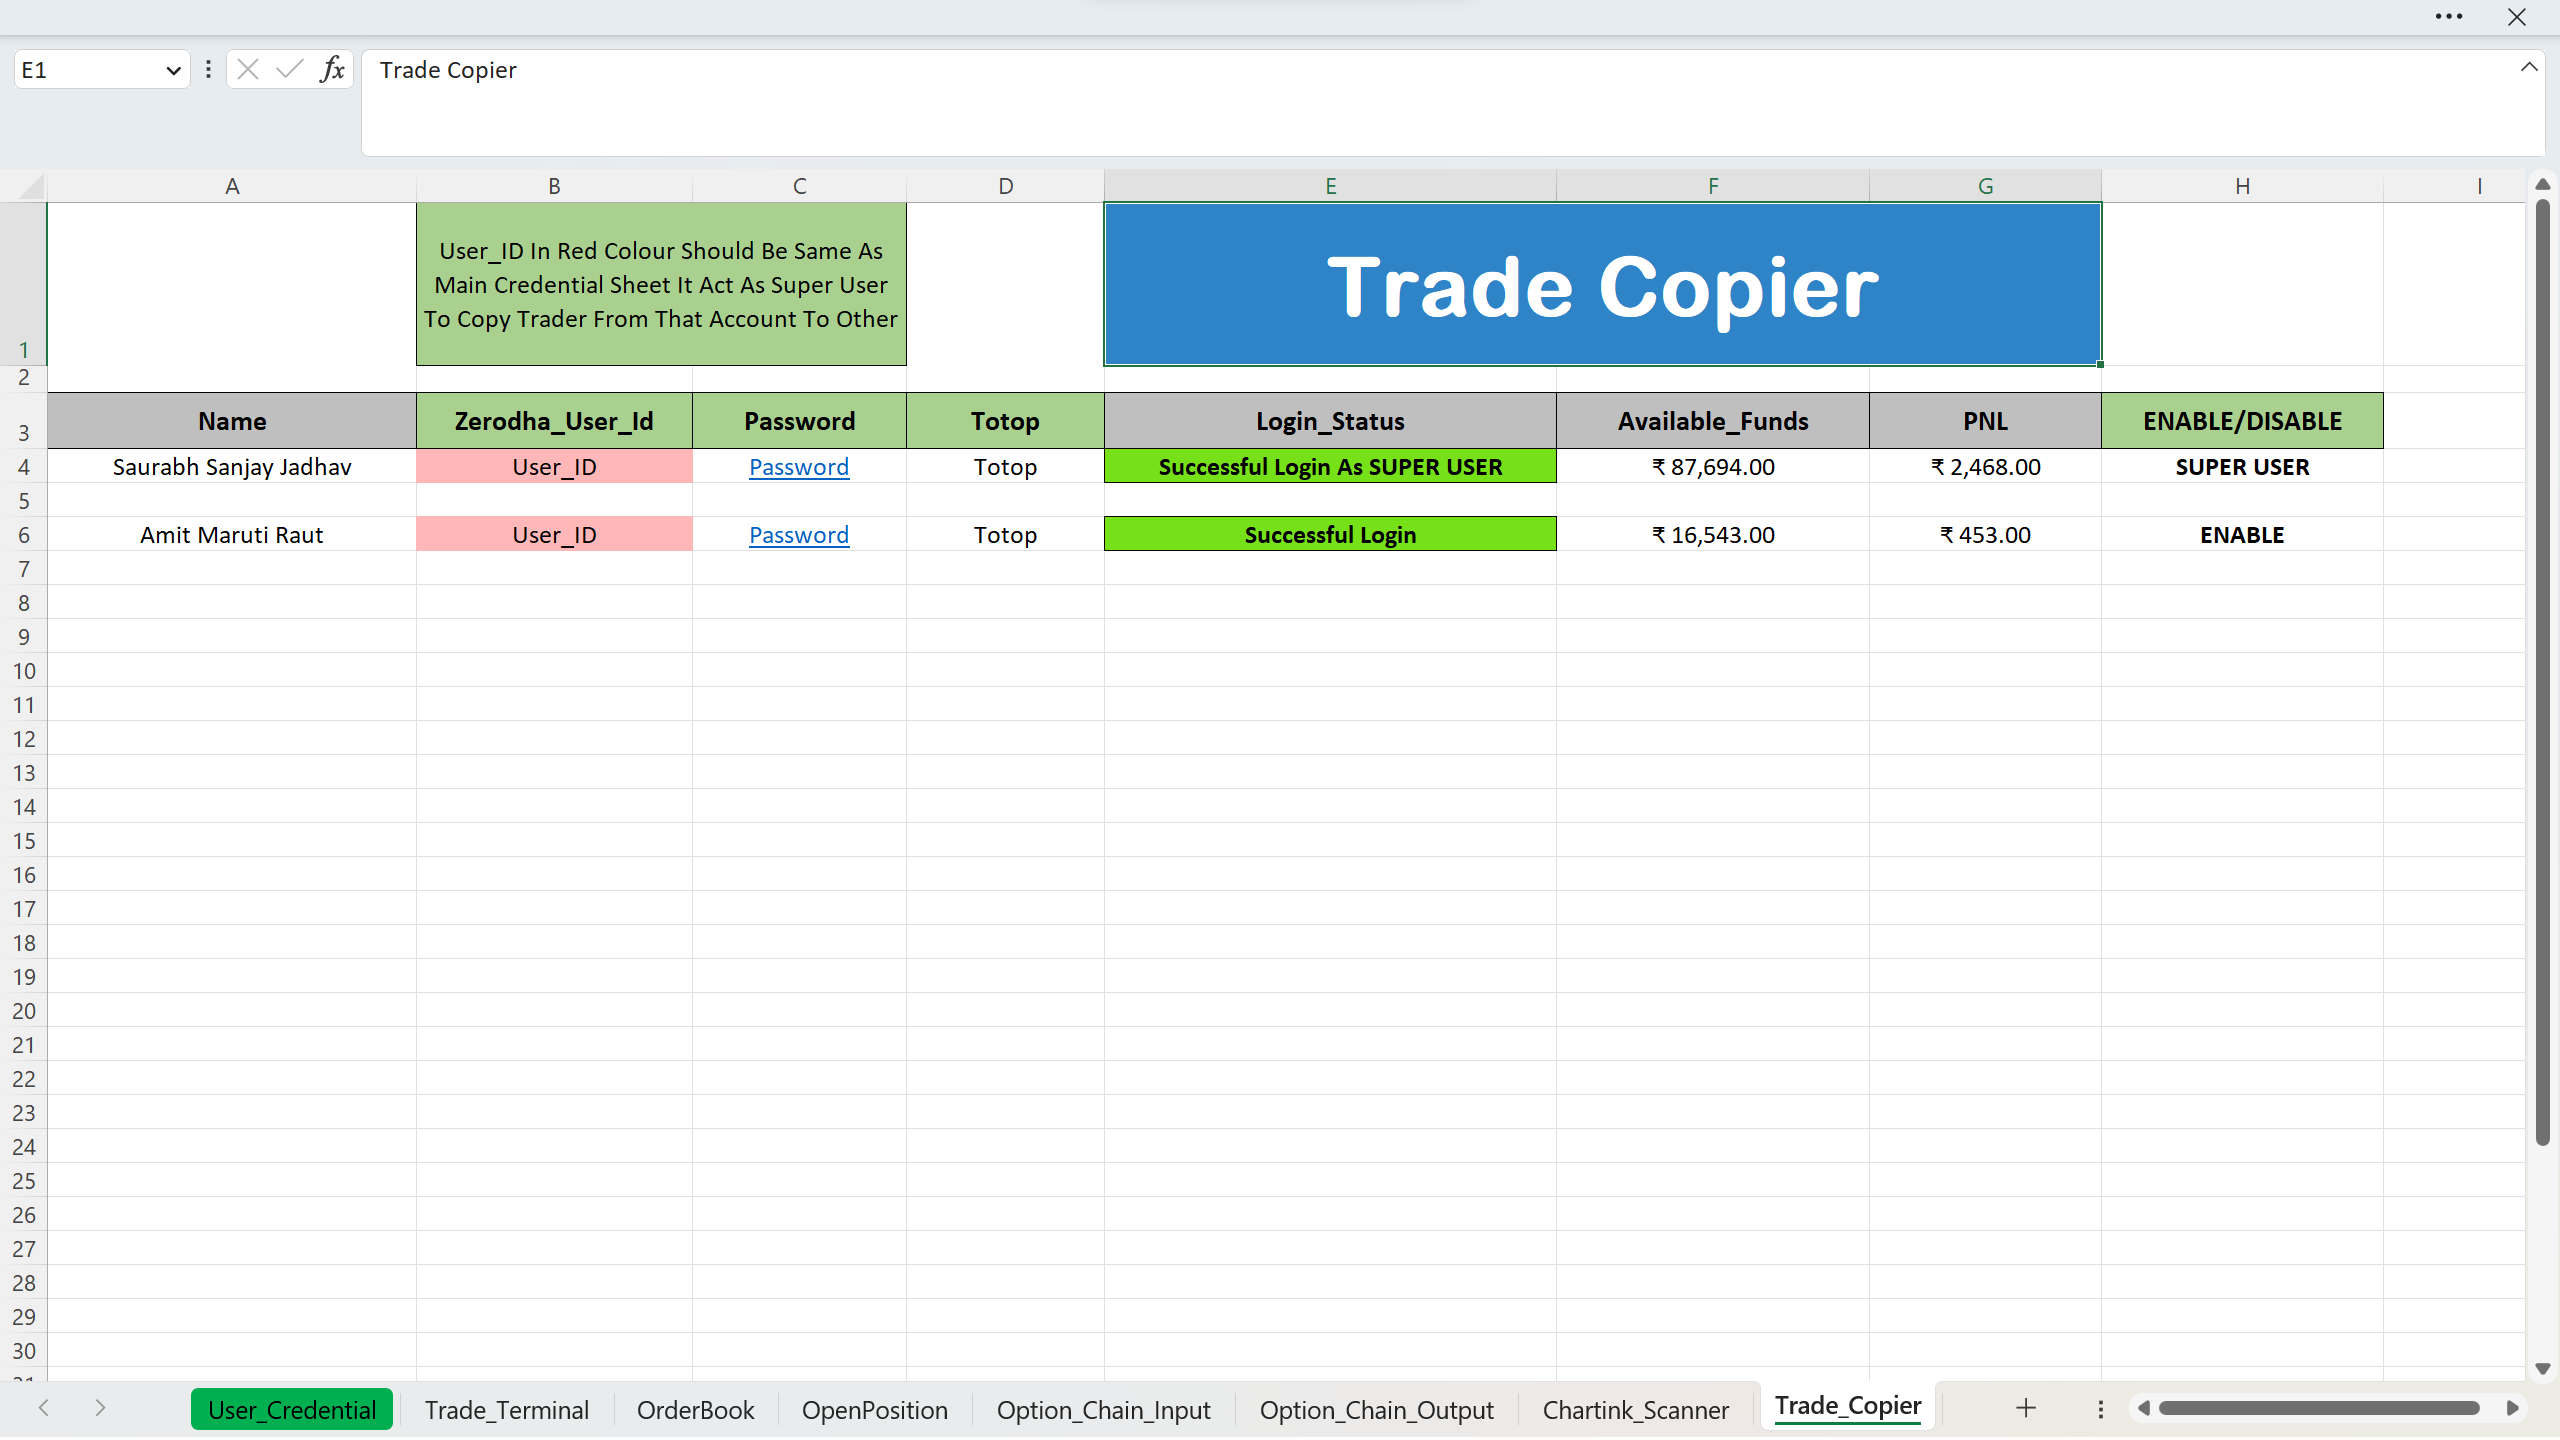 E1
fx
Trade Copier
A B C D E F G H I
1
User_ID In Red Colour Should Be Same As
Main Credential Sheet It Act As Super User
To Copy Trader From That Account To Other
Trade Copier
2
3 Name Zerodha_User_Id Password Totop Login_Status Available_Funds PNL ENABLE/DISABLE
4 Saurabh Sanjay Jadhav User_ID Password Totop Successful Login As SUPER USER ₹ 87,694.00 ₹ 2,468.00 SUPER USER
5
6 Amit Maruti Raut User_ID Password Totop Successful Login ₹ 16,543.00 ₹ 453.00 ENABLE
7
8
9
10
11
12
13
14
15
16
17
18
19
20
21
22
23
24
25
26
27
28
29
30
User_Credential Trade_Terminal OrderBook OpenPosition Option_Chain_Input Option_Chain_Output Chartink_Scanner Trade_Copier